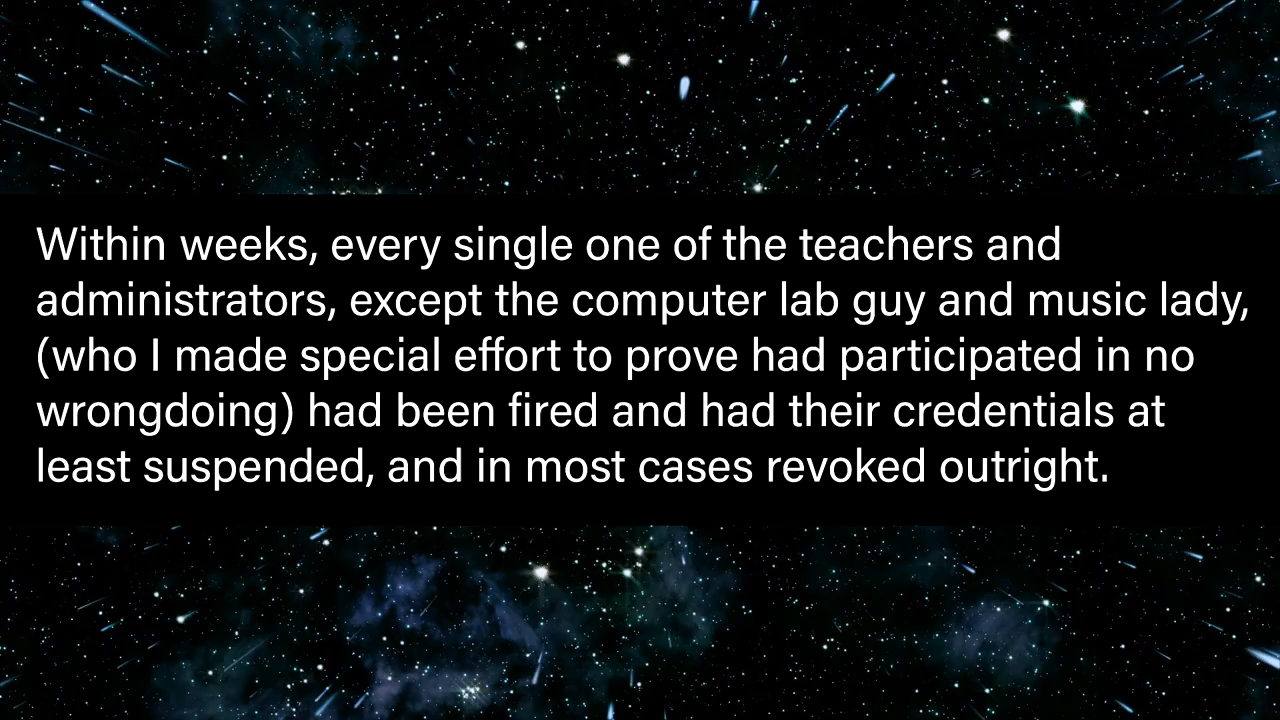 Within weeks, every single one of the teachers and
administrators, except the computer lab guy and music lady,
(who I made special effort to prove had participated in no
wrongdoing) had been fired and had their credentials at
least suspended, and in most cases revoked outright.